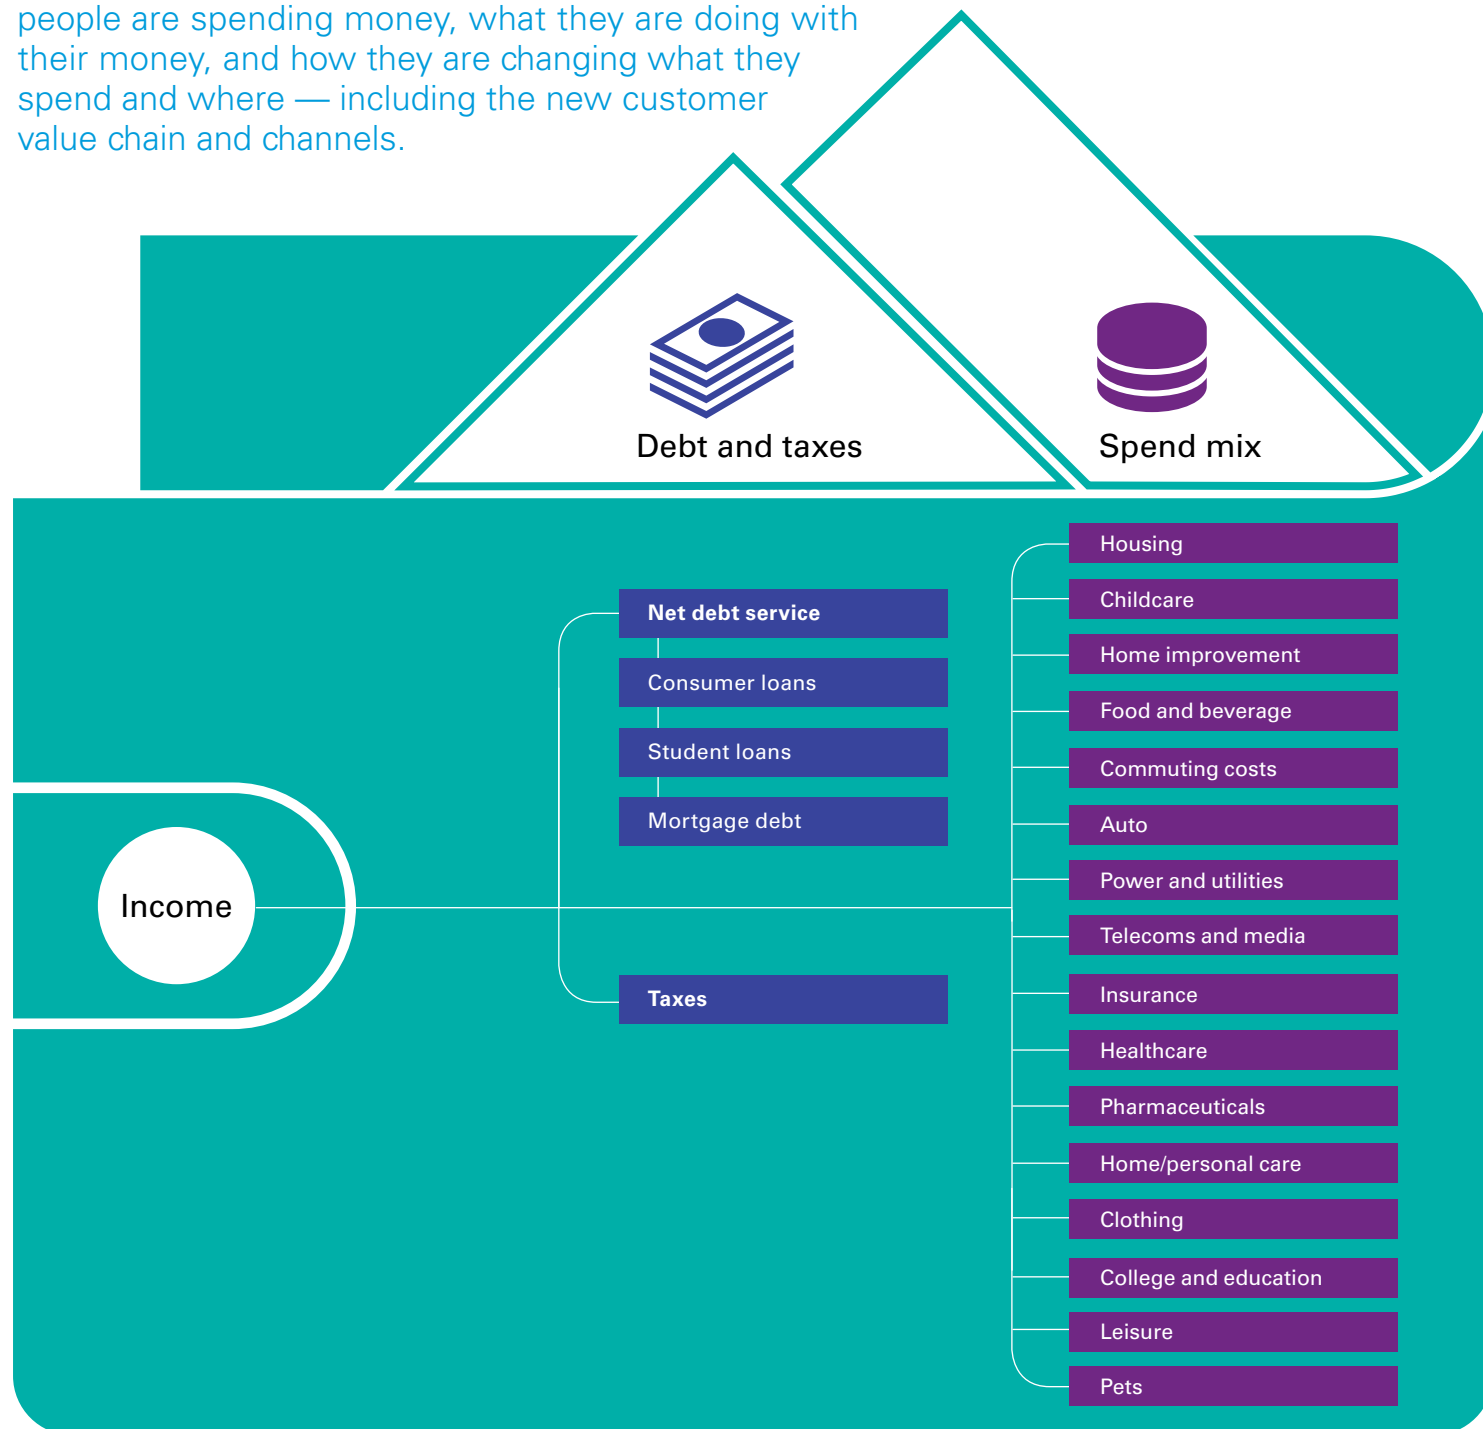 people are spending money, what they are doing with
their money, and how they are changing what they
spend and where — including the new customer
value chain and channels.
Debt and taxes
Spend mix
Income
Net debt service
Consumer loans
Student loans
Mortgage debt
Taxes
Housing
Childcare
Home improvement
Food and beverage
Commuting costs
Auto
Power and utilities
Telecoms and media
Insurance
Healthcare
Pharmaceuticals
Home/personal care
Clothing
College and education
Leisure
Pets